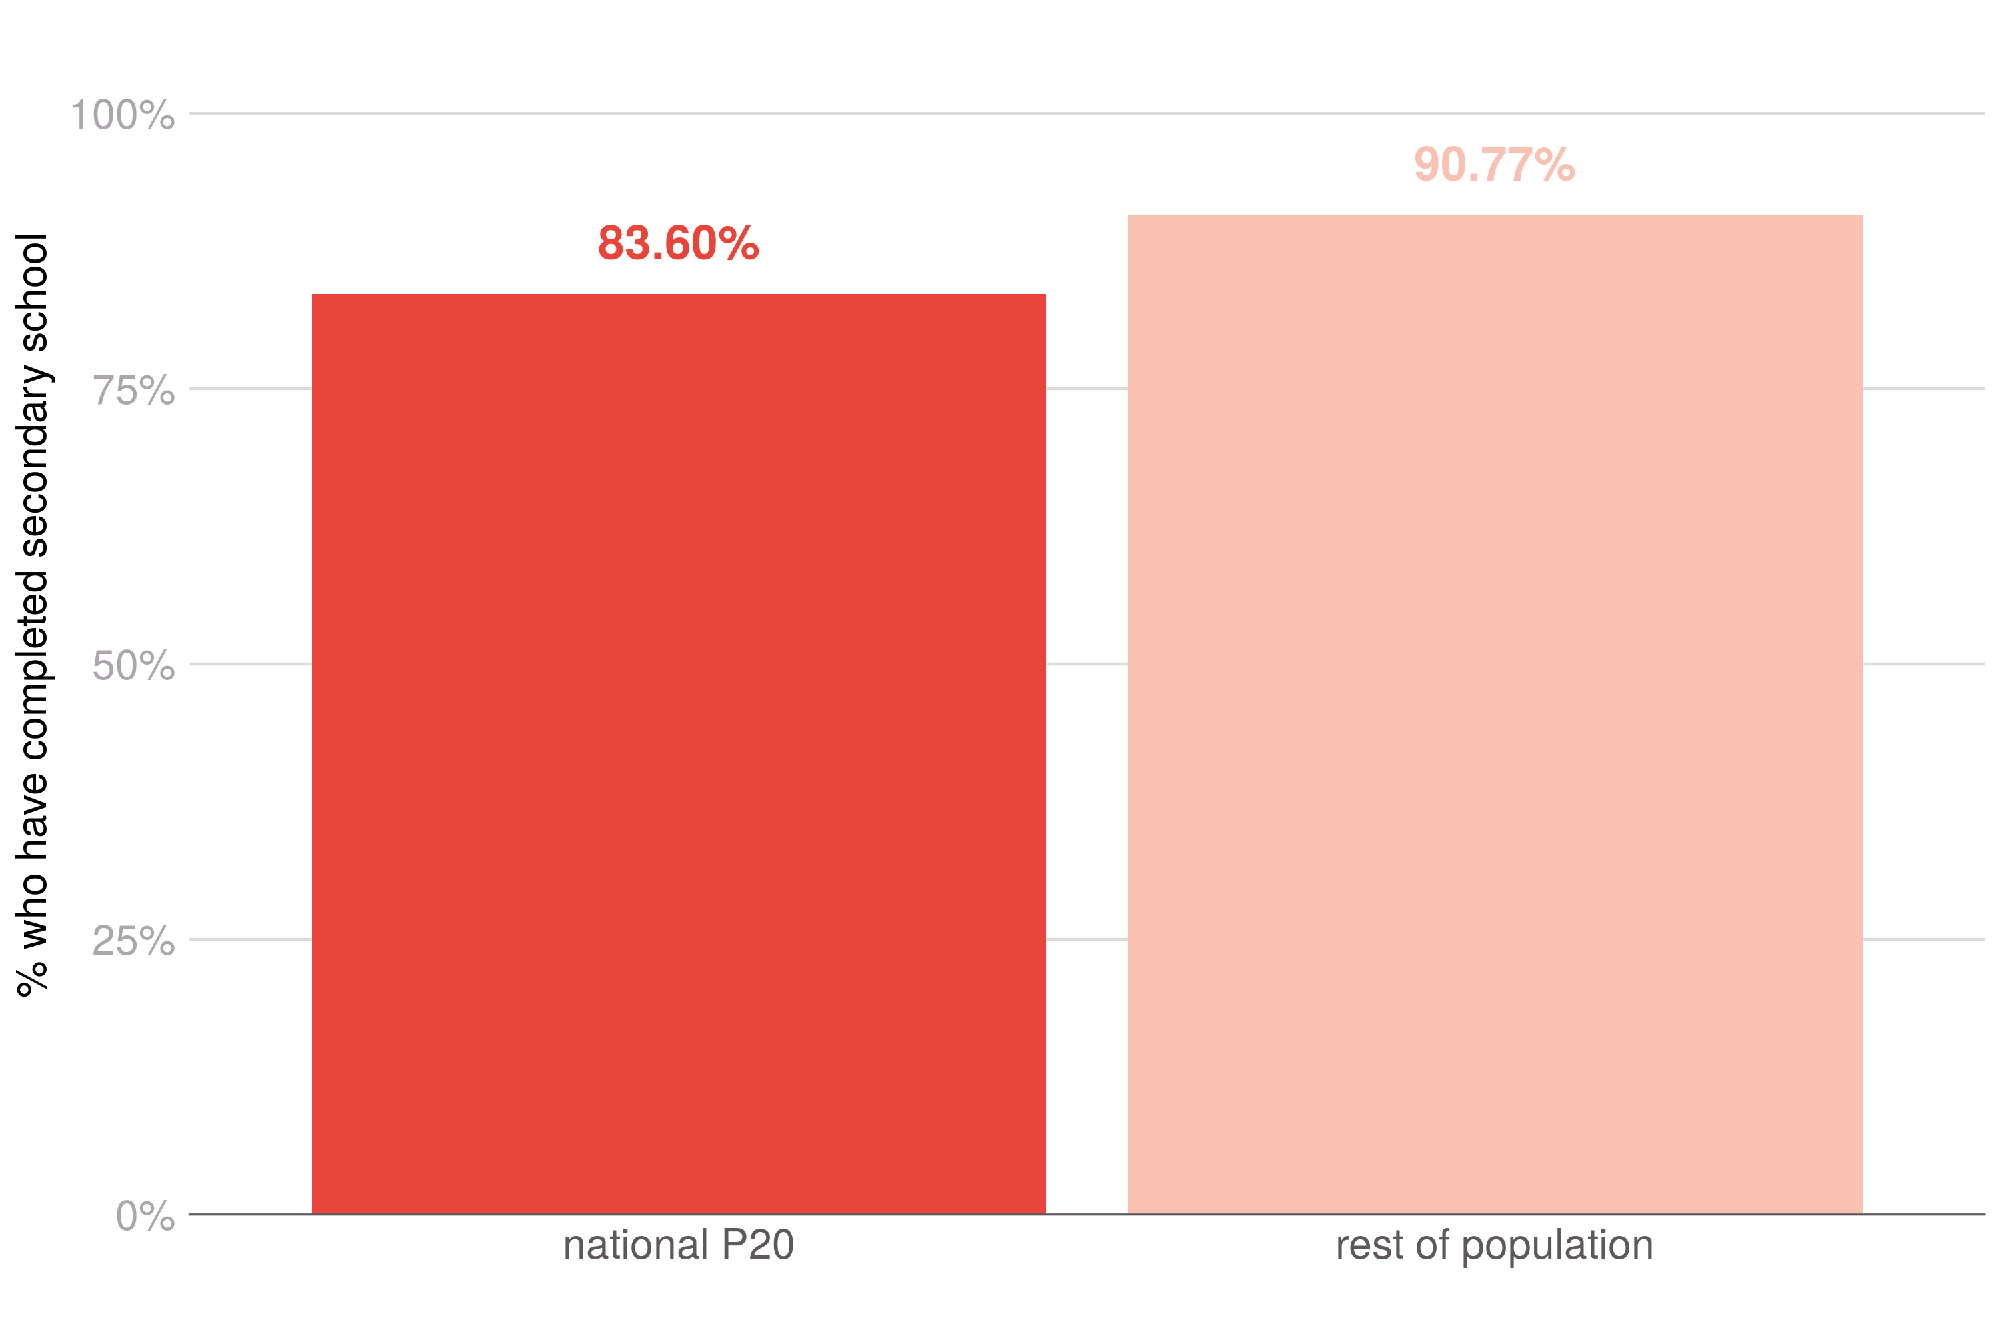 % who have completed secondary school
100%
75%
50%
25%
0%
83.60%
90.77%
national P20
rest of population